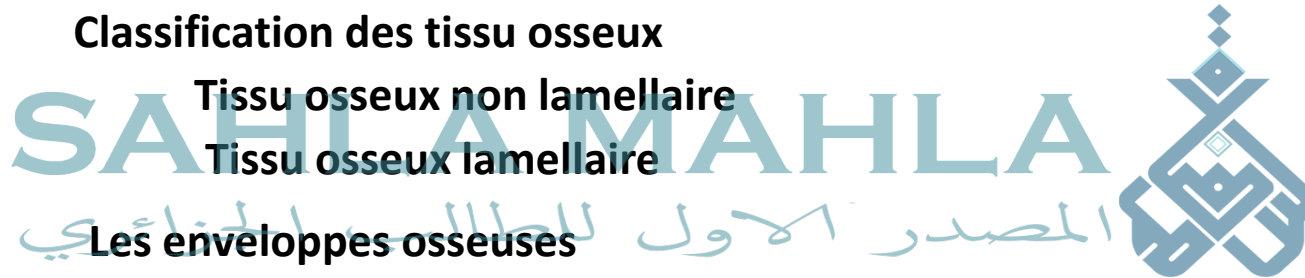 Classification des tissu osseux
Tissu osseux non lamellaire
SAHLA MAHLA
Tissu osseux lamellaire
Les enveloppes osseuses
المصدر الاول للطالب الجزائري